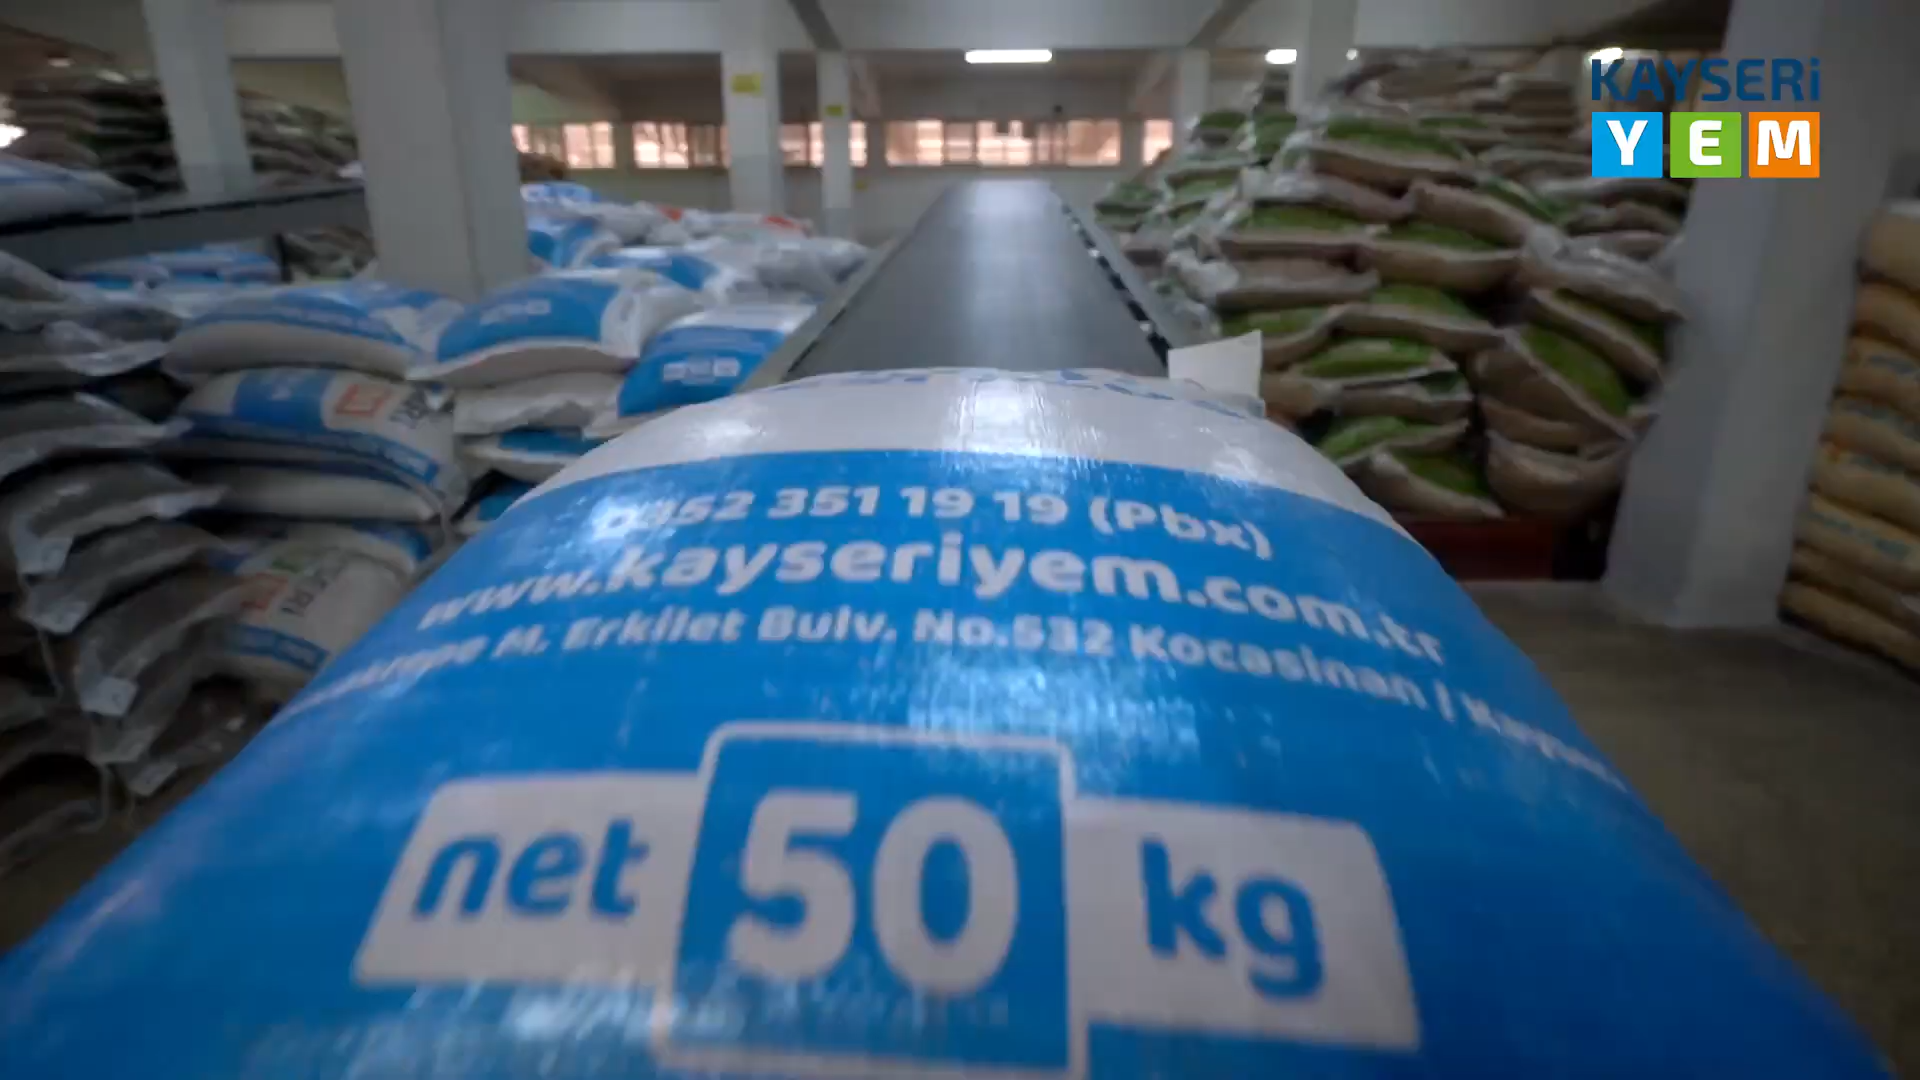 KAYSERi
YEM
0352 351 19 19 (Pbx)
www.kayseriyem.com.tr
M. Erkilet Bulv. No.532 Kocasinan /
net 50 kg